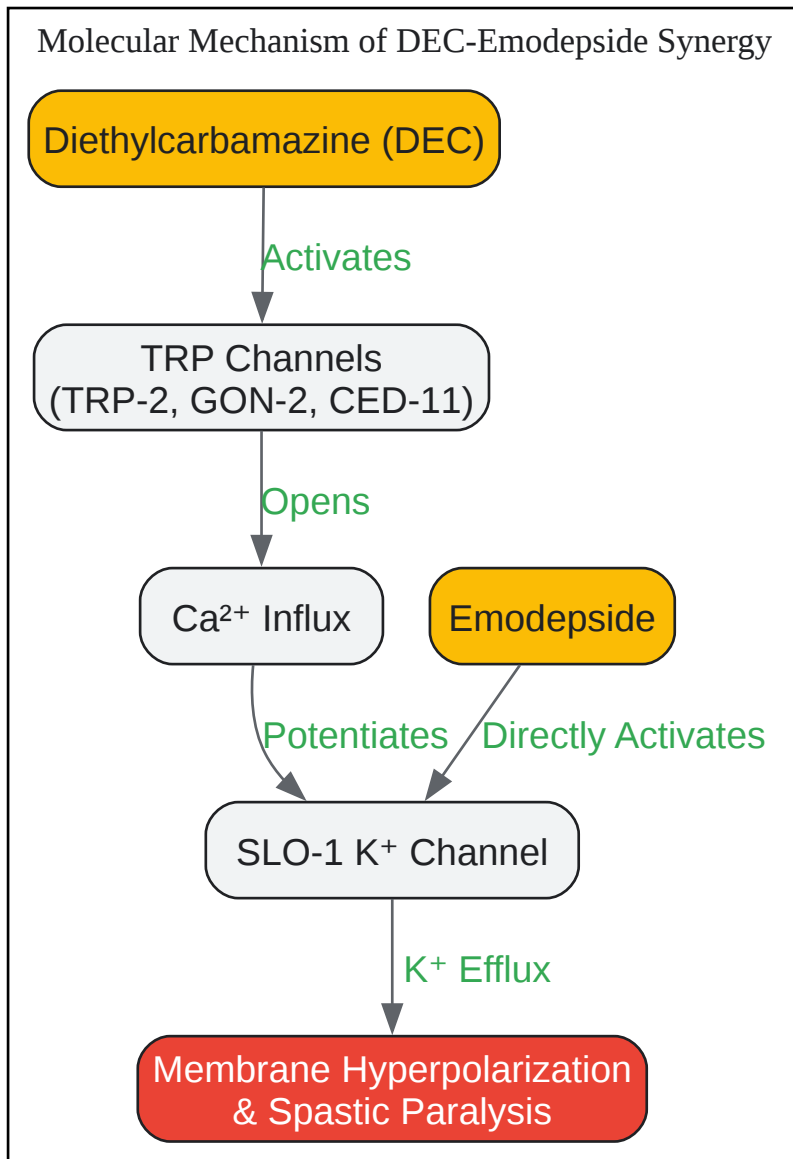 Molecular Mechanism of DEC-Emodepside Synergy
Diethylcarbamazine (DEC)
Activates
TRP Channels
(TRP-2, GON-2, CED-11)
Opens
Ca²⁺ Influx
Emodepside
Potentiates
Directly Activates
SLO-1 K⁺ Channel
K⁺ Efflux
Membrane Hyperpolarization
& Spastic Paralysis